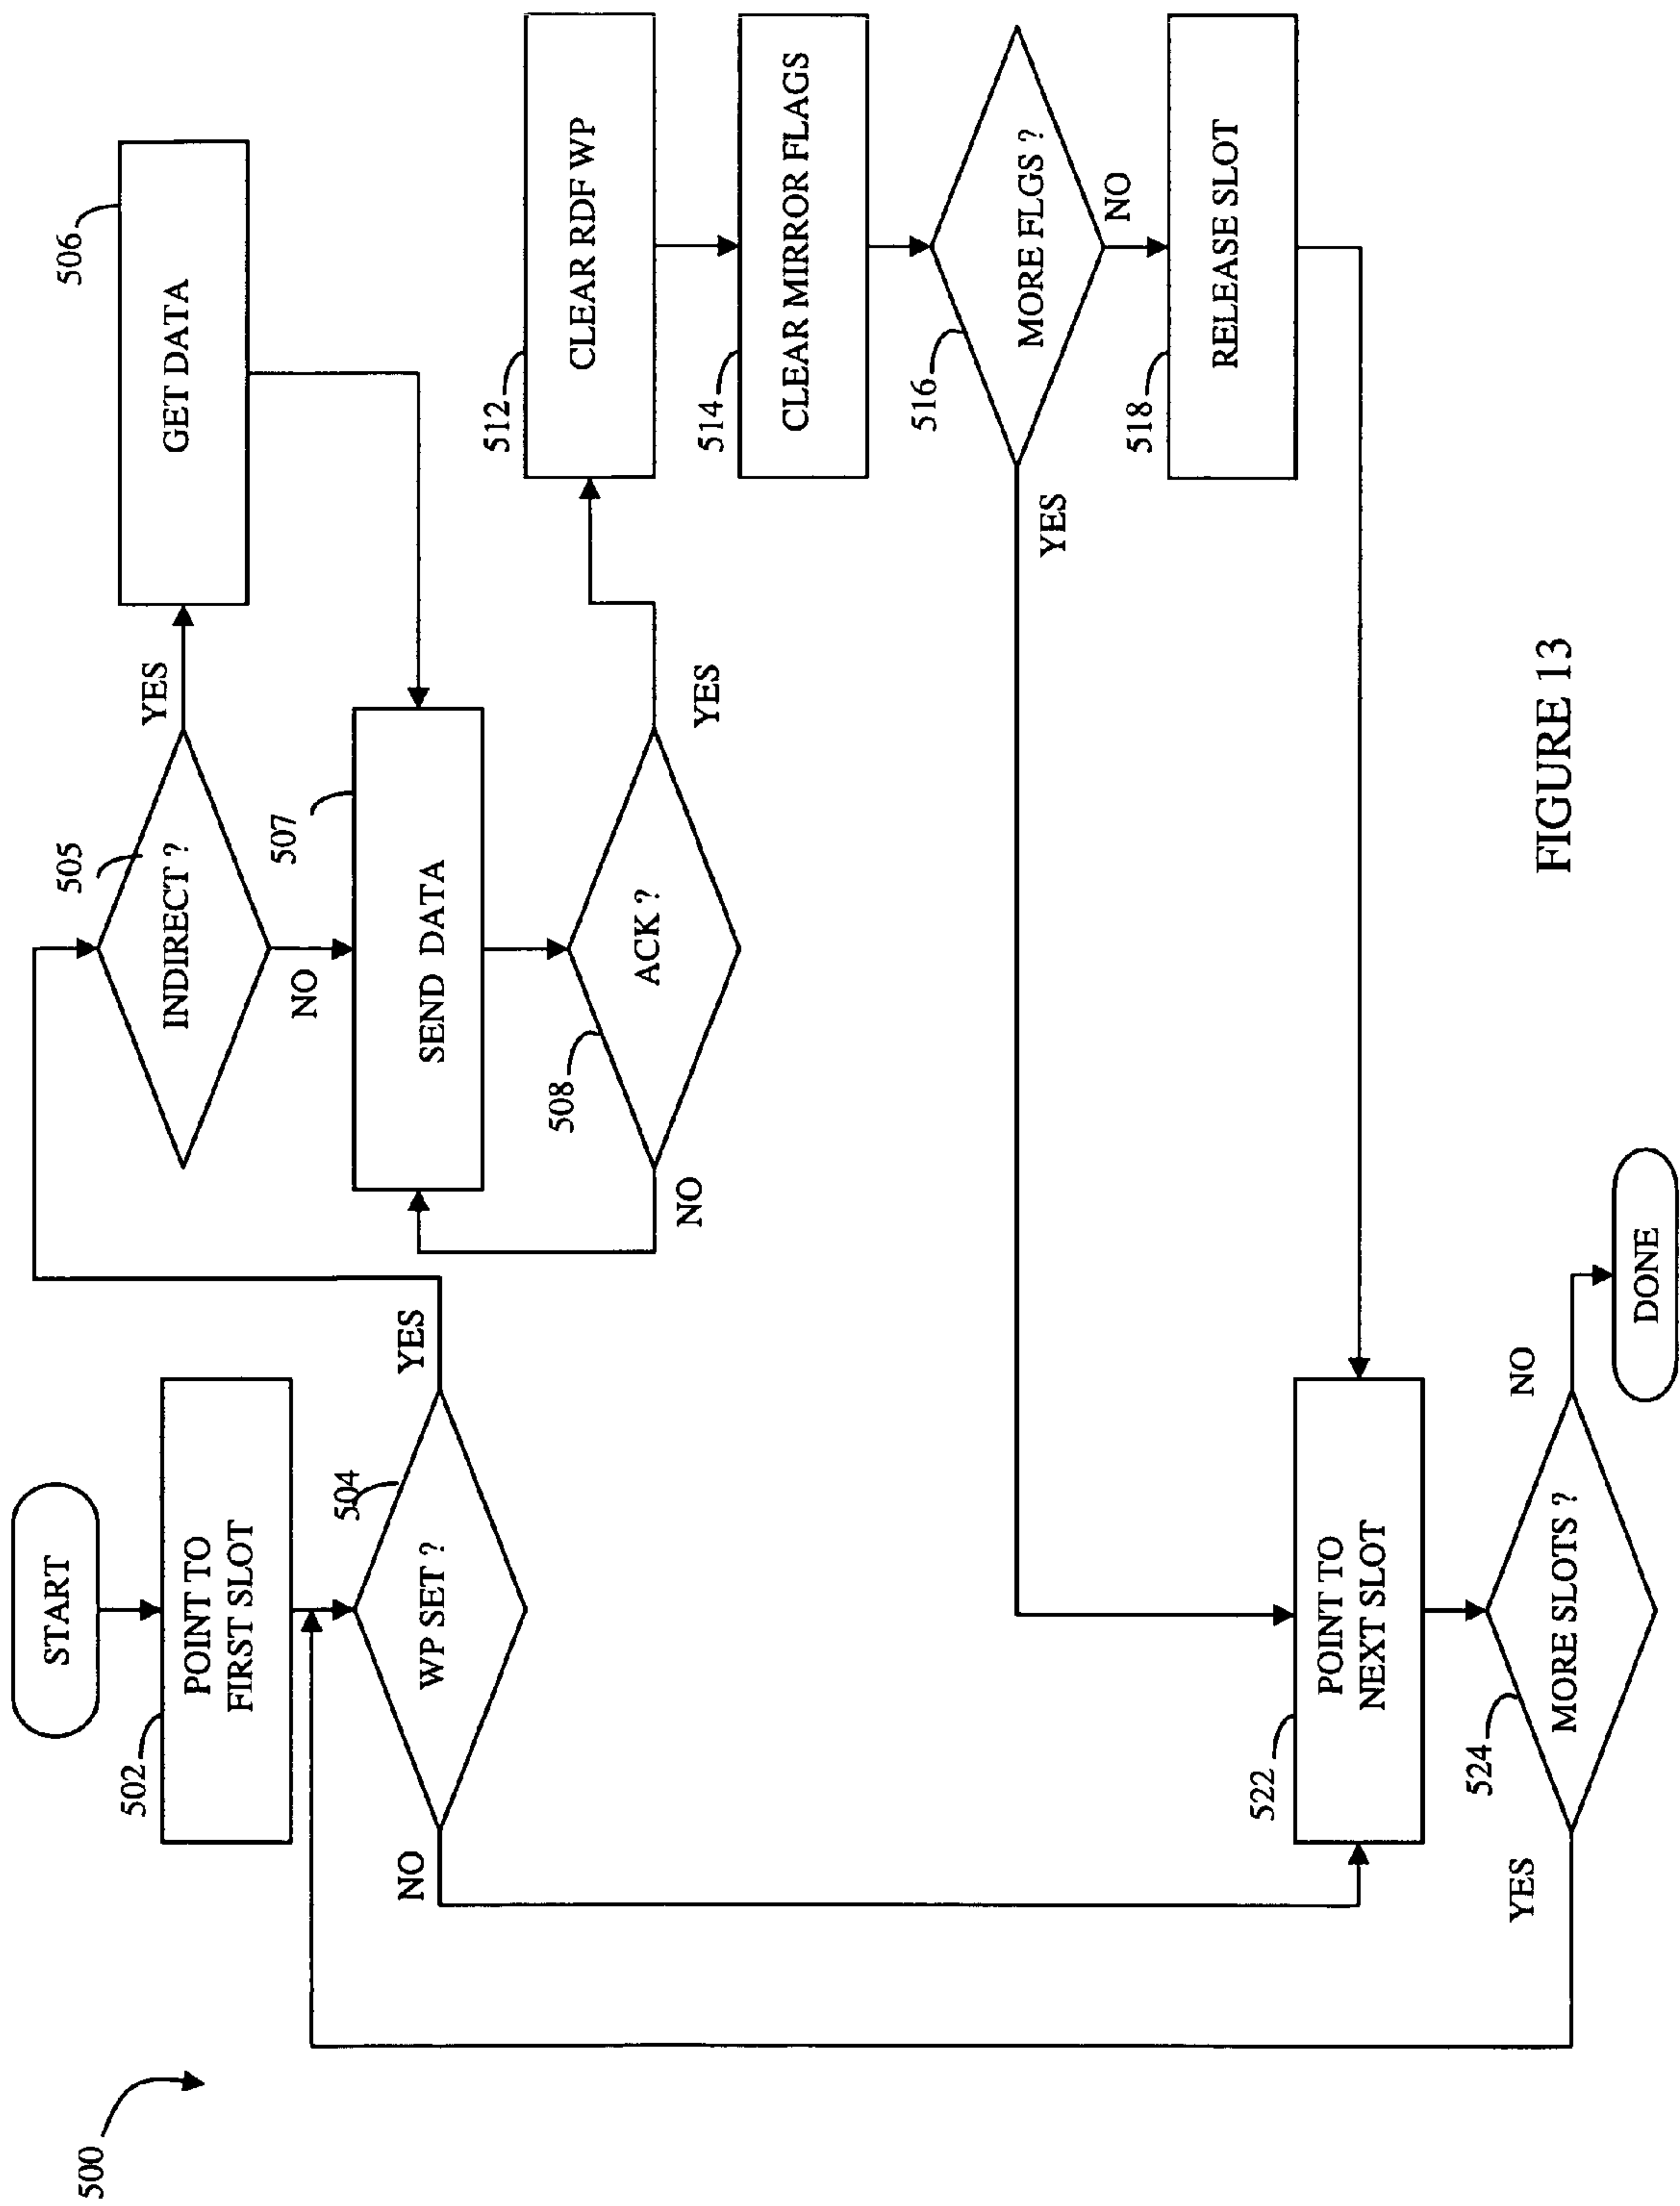 500
START
502
POINT TO
FIRST SLOT
504
WP SET ?
YES
NO
505
INDIRECT ?
YES
NO
506
GET DATA
507
SEND DATA
508
ACK ?
YES
NO
512
CLEAR RDF WP
514
CLEAR MIRROR FLAGS
516
MORE FLGS ?
YES
NO
518
RELEASE SLOT
522
POINT TO
NEXT SLOT
524
MORE SLOTS ?
YES
NO
DONE
FIGURE 13